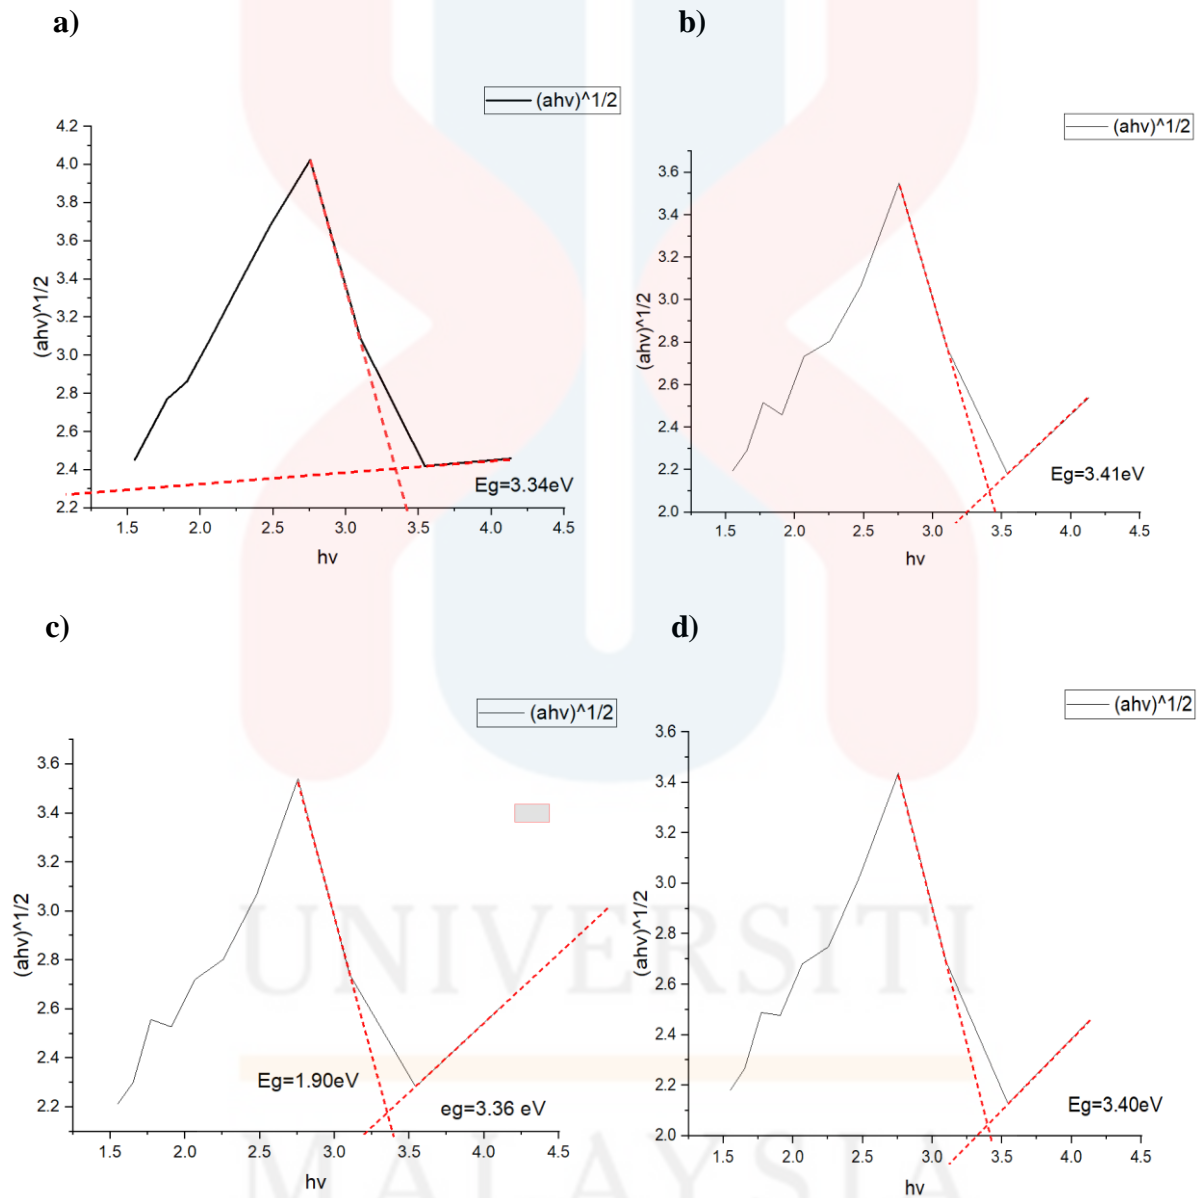 a)
(ahv)^1/2
4.2
4.0
3.8
3.6
3.4
3.2
3.0
2.8
2.6
2.4
2.2
(ahv)^1/2
Eg=3.34eV
1.5 2.0 2.5 3.0 3.5 4.0 4.5
hv
b)
(ahv)^1/2
3.6
3.4
3.2
3.0
2.8
2.6
2.4
2.2
2.0
(ahv)^1/2
Eg=3.41eV
1.5 2.0 2.5 3.0 3.5 4.0 4.5
hv
c)
(ahv)^1/2
3.6
3.4
3.2
3.0
2.8
2.6
2.4
2.2
(ahv)^1/2
Eg=1.90eV
eg=3.36 eV
1.5 2.0 2.5 3.0 3.5 4.0 4.5
hv
d)
(ahv)^1/2
3.6
3.4
3.2
3.0
2.8
2.6
2.4
2.2
2.0
(ahv)^1/2
Eg=3.40eV
1.5 2.0 2.5 3.0 3.5 4.0 4.5
hv
UNIVERSITI
MALAYSIA